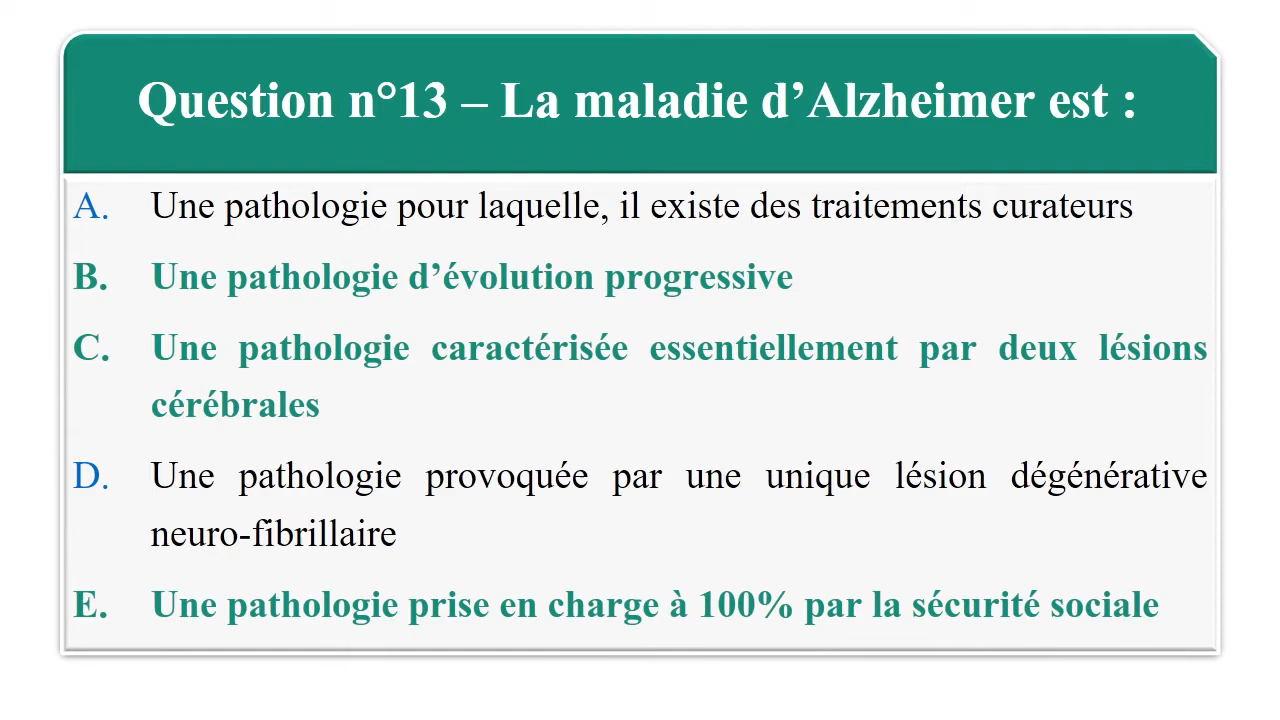 Question n°13 – La maladie d’Alzheimer est :
A. Une pathologie pour laquelle, il existe des traitements curateurs
B. Une pathologie d’évolution progressive
C. Une pathologie caractérisée essentiellement par deux lésions
cérébrales
D. Une pathologie provoquée par une unique lésion dégénérative
neuro-fibrillaire
E. Une pathologie prise en charge à 100% par la sécurité sociale